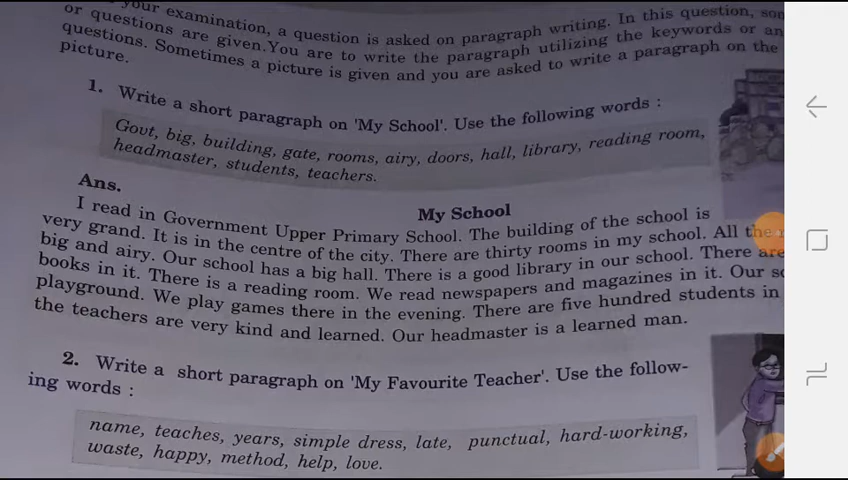 your examination, a question is asked on paragraph writing. In this question,
or questions are given.You are to write the paragraph utilizing the keywords or
questions. Sometimes a picture is given and you are asked to write a paragraph on the
picture.
1. Write a short paragraph on 'My School'. Use the following words :
Govt, big, building, gate, rooms, airy, doors, hall, library, reading room,
headmaster, students, teachers.
Ans.
My School
I read in Government Upper Primary School. The building of the school is
very grand. It is in the centre of the city. There are thirty rooms in my school. All the
big and airy. Our school has a big hall. There is a good library in our school. There are
books in it. There is a reading room. We read newspapers and magazines in it. Our
playground. We play games there in the evening. There are five hundred students in
the teachers are very kind and learned. Our headmaster is a learned man.
2. Write a short paragraph on 'My Favourite Teacher'. Use the follow-
ing words :
name, teaches, years, simple dress, late, punctual, hard-working,
waste, happy, method, help, love.